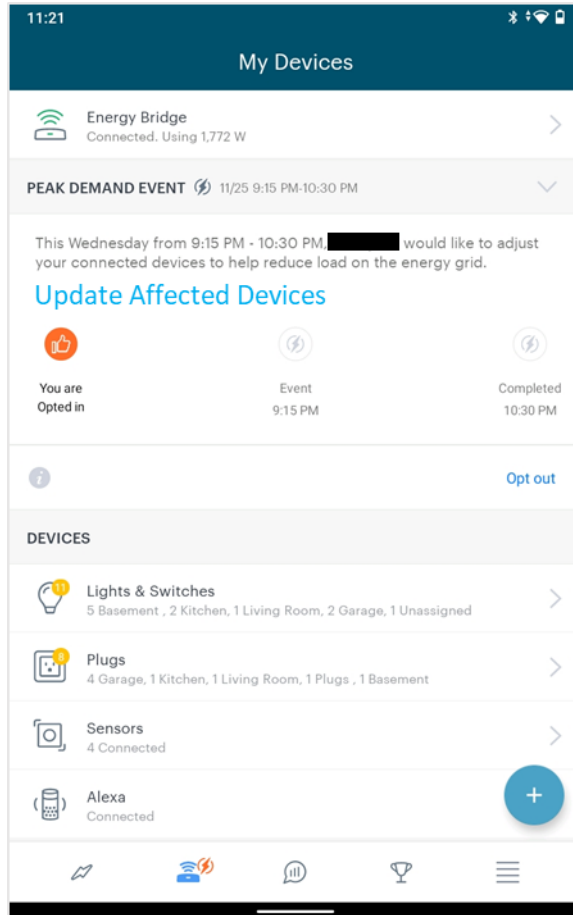 11:21
My Devices
Energy Bridge
Connected. Using 1,772 W
PEAK DEMAND EVENT 11/25 9:15 PM-10:30 PM
This Wednesday from 9:15 PM - 10:30 PM, would like to adjust
your connected devices to help reduce load on the energy grid.
Update Affected Devices
You are
Opted in
Event
9:15 PM
Completed
10:30 PM
Opt out
DEVICES
11
Lights & Switches
5 Basement , 2 Kitchen, 1 Living Room, 2 Garage, 1 Unassigned
8
Plugs
4 Garage, 1 Kitchen, 1 Living Room, 1 Plugs , 1 Basement
Sensors
4 Connected
Alexa
Connected
+